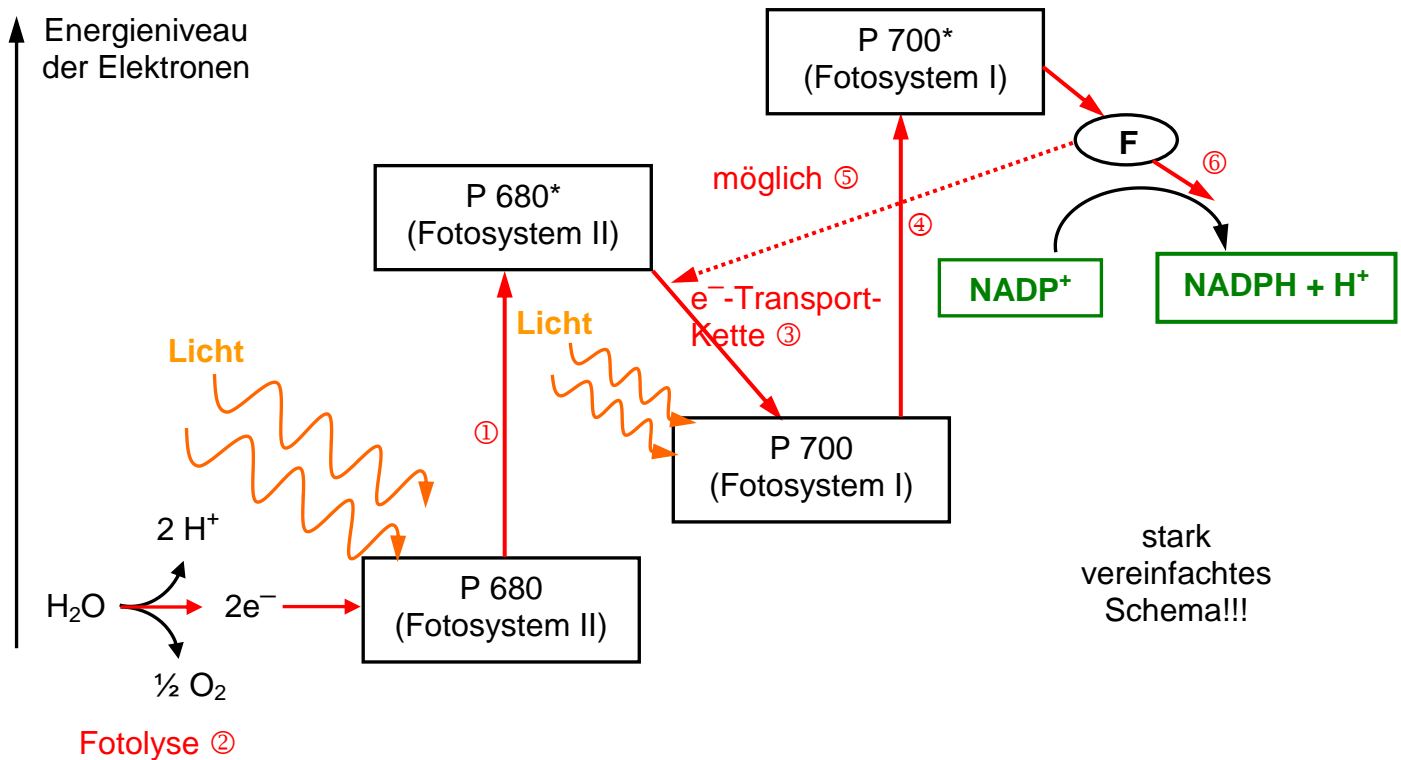 Energieniveau
der Elektronen
P 700*
(Fotosystem I)
F
⑥
möglich ⑤
P 680*
(Fotosystem II)
④
NADP⁺
NADPH + H⁺
e⁻-Transport-
Kette ③
Licht
Licht
①
P 700
(Fotosystem I)
2 H⁺
H₂O
2e⁻
P 680
(Fotosystem II)
½ O₂
Fotolyse ②
stark
vereinfachtes
Schema!!!